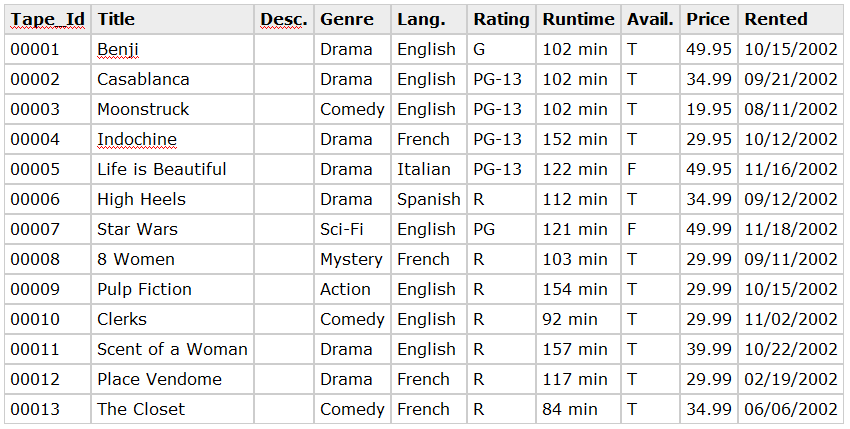 Tape_Id Title Desc. Genre Lang. Rating Runtime Avail. Price Rented
00001 Benji Drama English G 102 min T 49.95 10/15/2002
00002 Casablanca Drama English PG-13 102 min T 34.99 09/21/2002
00003 Moonstruck Comedy English PG-13 102 min T 19.95 08/11/2002
00004 Indochine Drama French PG-13 152 min T 29.95 10/12/2002
00005 Life is Beautiful Drama Italian PG-13 122 min F 49.95 11/16/2002
00006 High Heels Drama Spanish R 112 min T 34.99 09/12/2002
00007 Star Wars Sci-Fi English PG 121 min F 49.99 11/18/2002
00008 8 Women Mystery French R 103 min T 29.99 09/11/2002
00009 Pulp Fiction Action English R 154 min T 29.99 10/15/2002
00010 Clerks Comedy English R 92 min T 29.99 11/02/2002
00011 Scent of a Woman Drama English R 157 min T 39.99 10/22/2002
00012 Place Vendome Drama French R 117 min T 29.99 02/19/2002
00013 The Closet Comedy French R 84 min T 34.99 06/06/2002